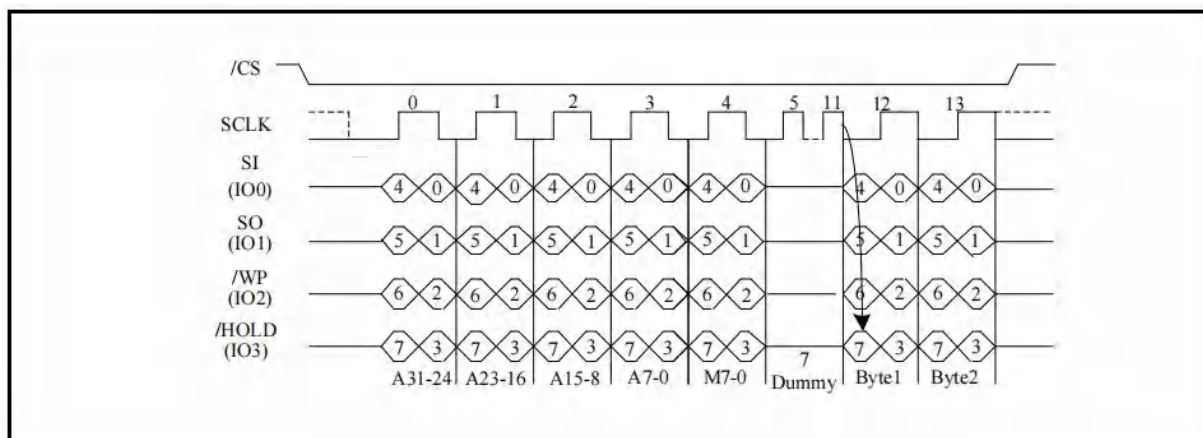 /CS
0 1 2 3 4 5 11 12 13
SCLK
SI
(IO0) 4 0 4 0 4 0 4 0 4 0 4 0 4 0
SO
(IO1) 5 1 5 1 5 1 5 1 5 1 5 1 5 1
/WP
(IO2) 6 2 6 2 6 2 6 2 6 2 6 2 6 2
/HOLD
(IO3) 7 3 7 3 7 3 7 3 7 3 7 3 7 3
7
A31-24 A23-16 A15-8 A7-0 M7-0 Dummy Byte1 Byte2